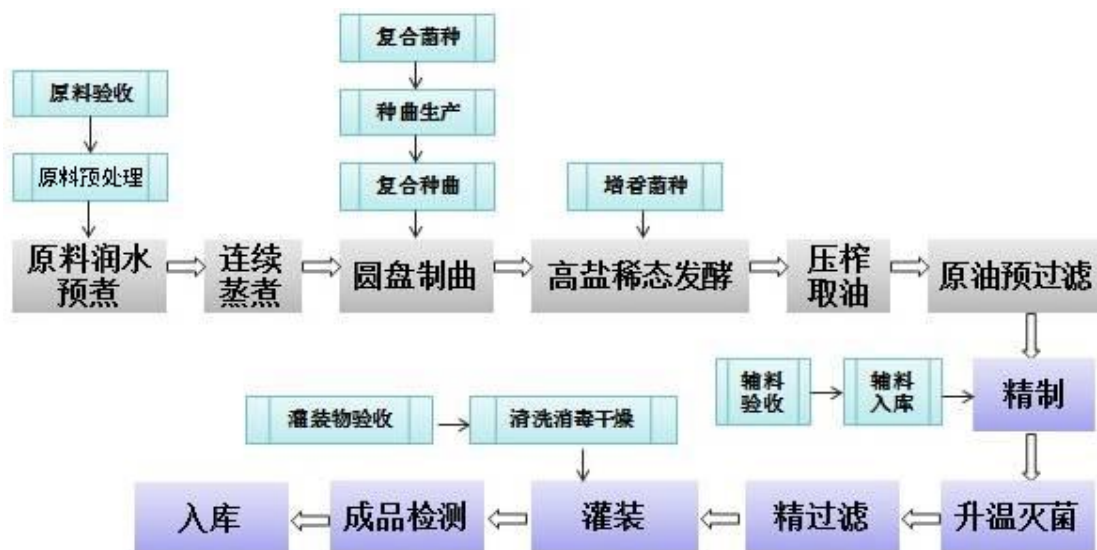 复合菌种
原料验收
种曲生产
原料预处理
复合种曲
增香菌种
原料润水
预煮
连续
蒸煮
圆盘制曲
高盐稀态发酵
压榨
取油
原油预过滤
辅料
验收
辅料
入库
精制
灌装物验收
清洗消毒干燥
入库
成品检测
灌装
精过滤
升温灭菌